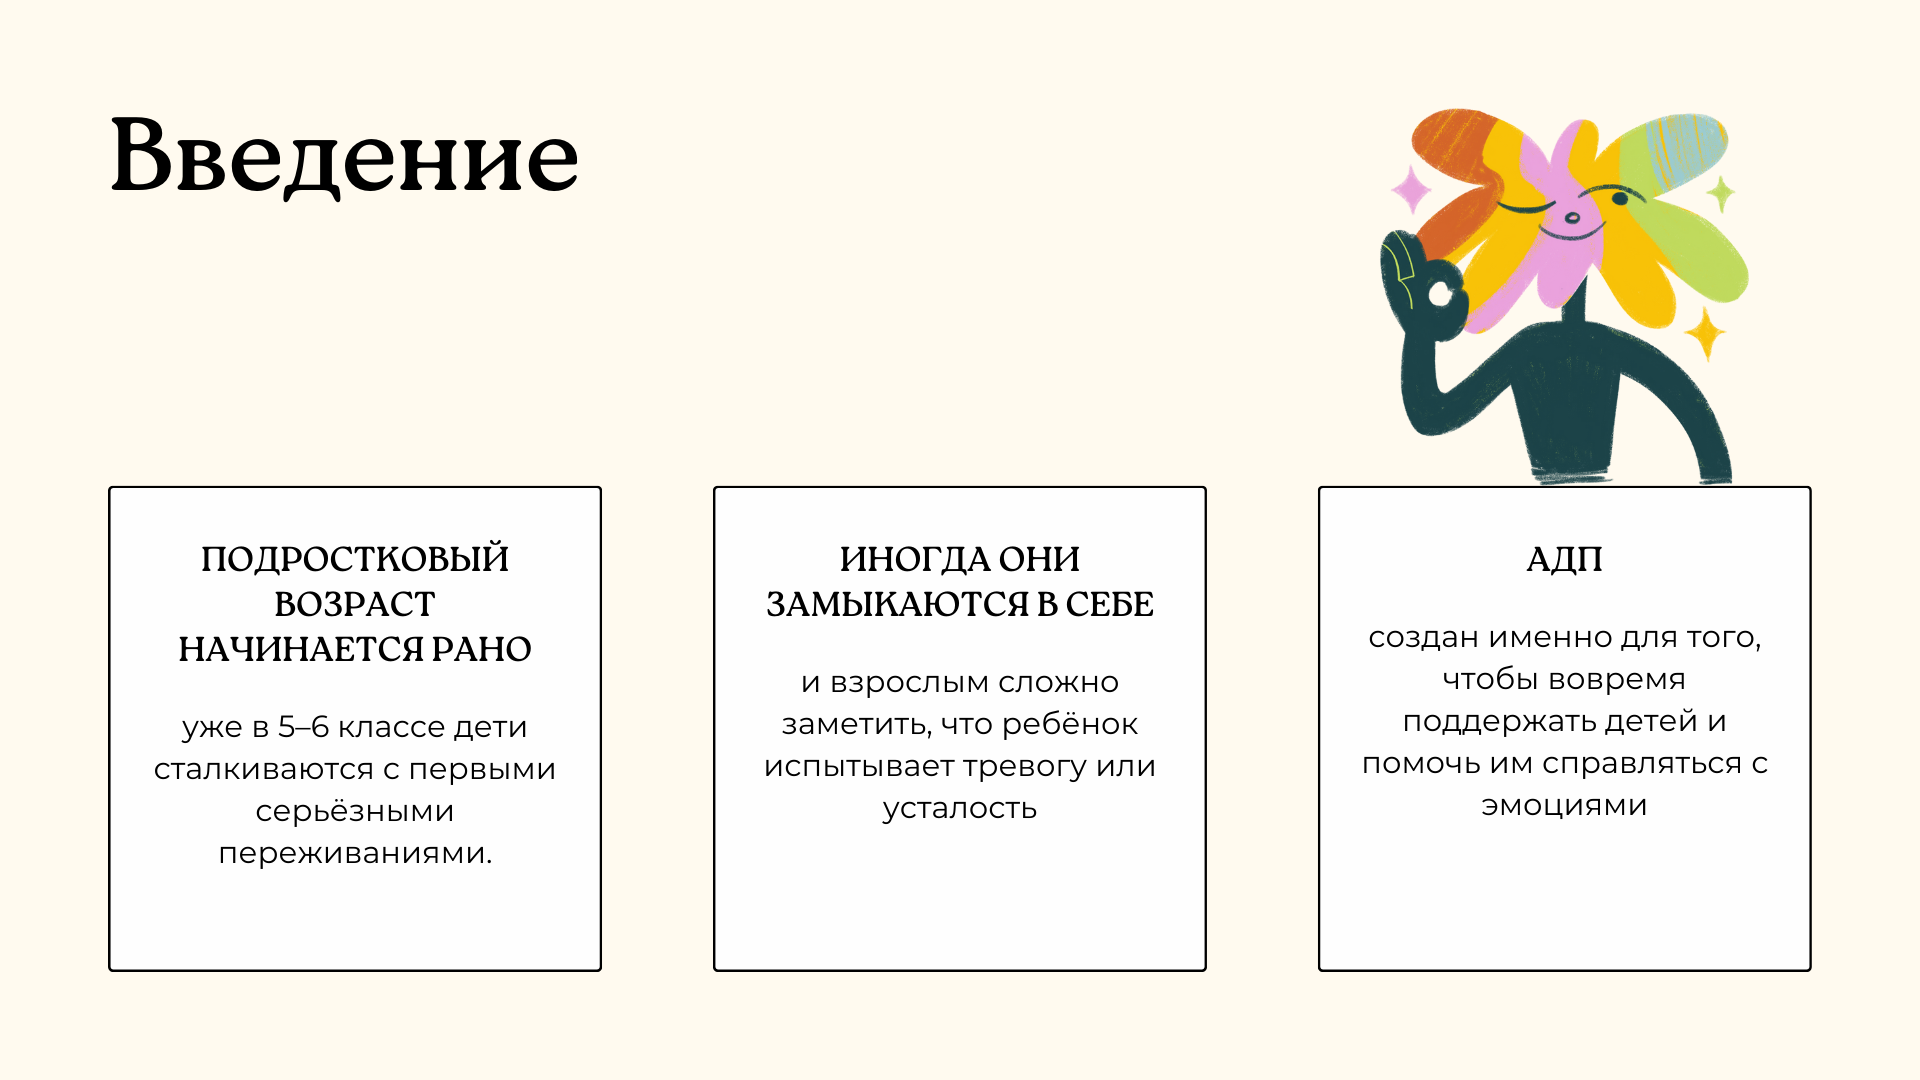 Введение
ПОДРОСТКОВЫЙ
ВОЗРАСТ
НАЧИНАЕТСЯ РАНО
уже в 5–6 классе дети
сталкиваются с первыми
серьёзными
переживаниями.
ИНОГДА ОНИ
ЗАМЫКАЮТСЯ В СЕБЕ
и взрослым сложно
заметить, что ребёнок
испытывает тревогу или
усталость
АДП
создан именно для того,
чтобы вовремя
поддержать детей и
помочь им справляться с
эмоциями